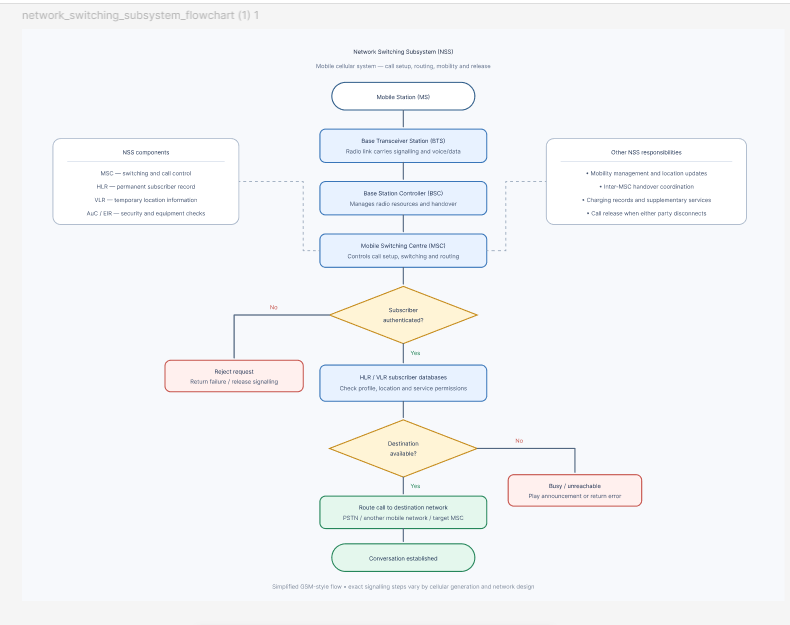 network_switching_subsystem_flowchart (1) 1
Network Switching Subsystem (NSS)
Mobile cellular system — call setup, routing, mobility and release
Mobile Station (MS)
Base Transceiver Station (BTS)
Radio link carries signalling and voice/data
NSS components
MSC — switching and call control
HLR — permanent subscriber record
VLR — temporary location information
AuC / EIR — security and equipment checks
Other NSS responsibilities
• Mobility management and location updates
• Inter-MSC handover coordination
• Charging records and supplementary services
• Call release when either party disconnects
Base Station Controller (BSC)
Manages radio resources and handover
Mobile Switching Centre (MSC)
Controls call setup, switching and routing
Subscriber
authenticated?
No
Yes
Reject request
Return failure / release signalling
HLR / VLR subscriber databases
Check profile, location and service permissions
Destination
available?
No
Yes
Busy / unreachable
Play announcement or return error
Route call to destination network
PSTN / another mobile network / target MSC
Conversation established
Simplified GSM-style flow • exact signalling steps vary by cellular generation and network design